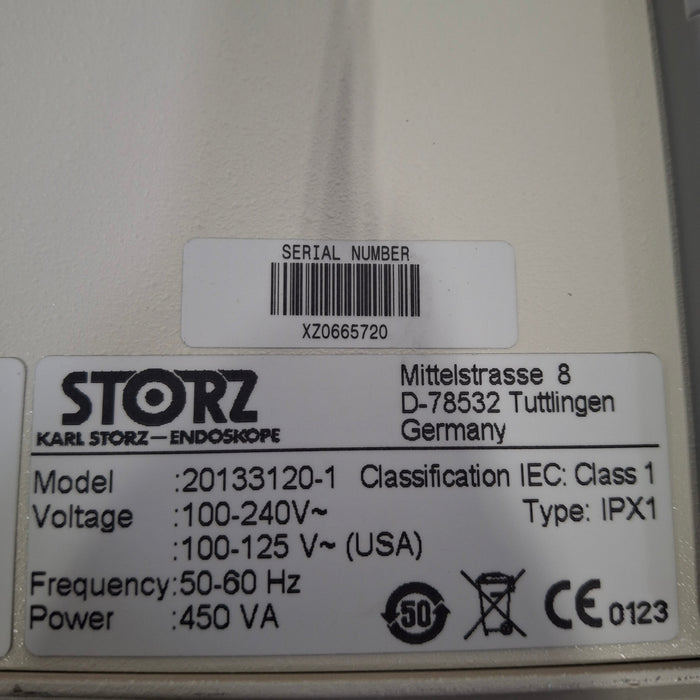 SERIAL NUMBER
XZ0665720
STORZ
KARL STORZ—ENDOSKOPE
Mittelstrasse 8
D-78532 Tuttlingen
Germany
Model :20133120-1 Classification IEC: Class 1
Voltage :100-240V~ Type: IPX1
:100-125 V~ (USA)
Frequency:50-60 Hz
Power :450 VA
50
CE 0123